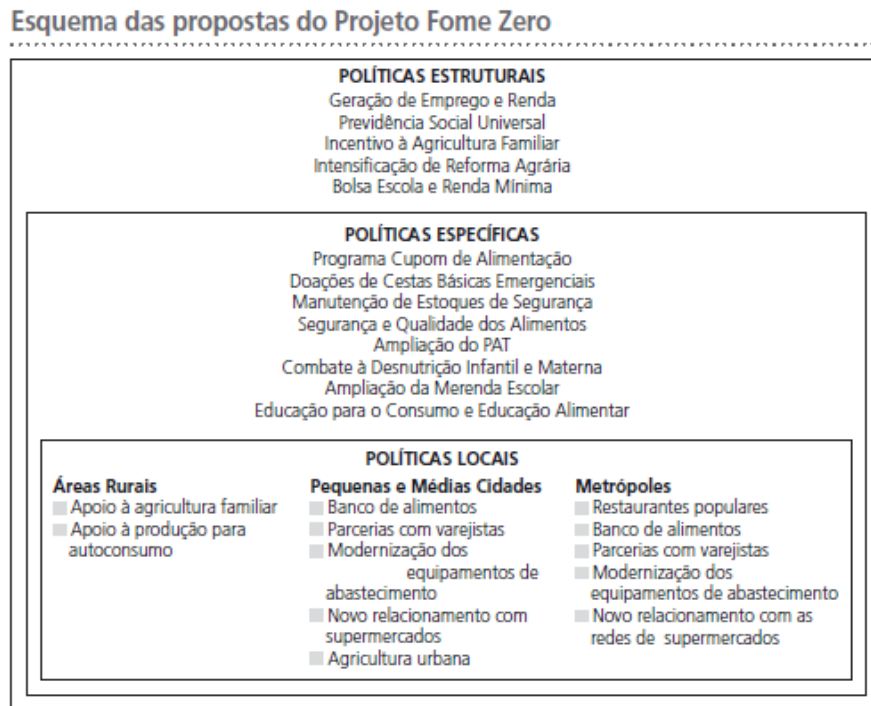 Esquema das propostas do Projeto Fome Zero
POLÍTICAS ESTRUTURAIS
Geração de Emprego e Renda
Previdência Social Universal
Incentivo à Agricultura Familiar
Intensificação de Reforma Agrária
Bolsa Escola e Renda Mínima
POLÍTICAS ESPECÍFICAS
Programa Cupom de Alimentação
Doações de Cestas Básicas Emergenciais
Manutenção de Estoques de Segurança
Segurança e Qualidade dos Alimentos
Ampliação do PAT
Combate à Desnutrição Infantil e Materna
Ampliação da Merenda Escolar
Educação para o Consumo e Educação Alimentar
POLÍTICAS LOCAIS
Áreas Rurais
Apoio à agricultura familiar
Apoio à produção para
autoconsumo
Pequenas e Médias Cidades
Banco de alimentos
Parcerias com varejistas
Modernização dos
equipamentos de
abastecimento
Novo relacionamento com
supermercados
Agricultura urbana
Metrópoles
Restaurantes populares
Banco de alimentos
Parcerias com varejistas
Modernização dos
equipamentos de abastecimento
Novo relacionamento com as
redes de supermercados